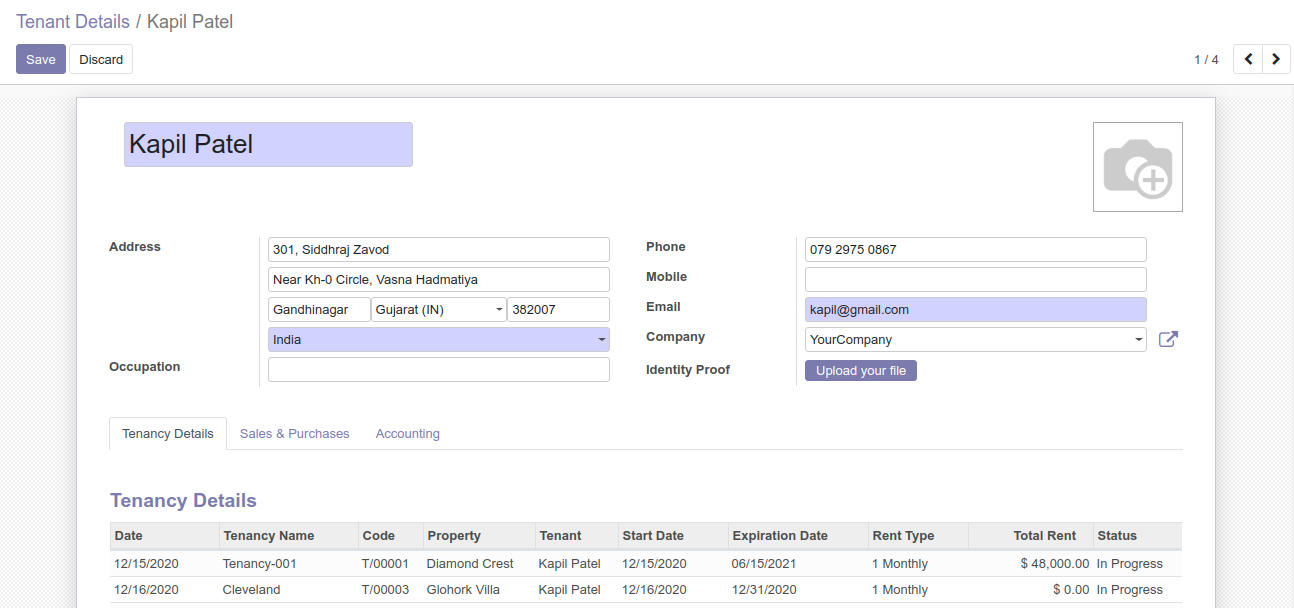 Tenant Details / Kapil Patel
Save Discard 1 / 4
Kapil Patel
Address 301, Siddhraj Zavod Phone 079 2975 0867
Near Kh-0 Circle, Vasna Hadmatiya Mobile
Gandhinagar Gujarat (IN) 382007 Email kapil@gmail.com
India Company YourCompany
Occupation Identity Proof Upload your file
Tenancy Details Sales & Purchases Accounting
Tenancy Details
Date Tenancy Name Code Property Tenant Start Date Expiration Date Rent Type Total Rent Status
12/15/2020 Tenancy-001 T/00001 Diamond Crest Kapil Patel 12/15/2020 06/15/2021 1 Monthly $ 48,000.00 In Progress
12/16/2020 Cleveland T/00003 Glohork Villa Kapil Patel 12/16/2020 12/31/2020 1 Monthly $ 0.00 In Progress